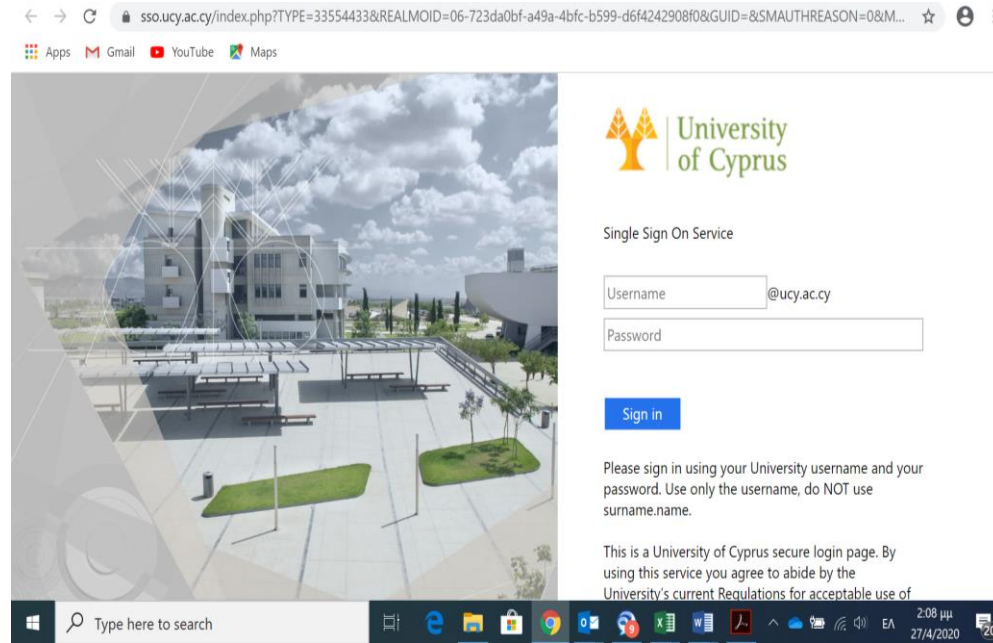 sso.ucy.ac.cy/index.php?TYPE=33554433&REALMOID=06-723da0bf-a49a-4bfc-b599-d6f4242908f0&GUID=&SMAUTHREASON=0&M...
Apps Gmail YouTube Maps
University
of Cyprus
Single Sign On Service
Username @ucy.ac.cy
Password
Sign in
Please sign in using your University username and your
password. Use only the username, do NOT use
surname.name.
This is a University of Cyprus secure login page. By
using this service you agree to abide by the
University's current Regulations for acceptable use of
Type here to search
ΕΛ
2:08 μμ
27/4/2020